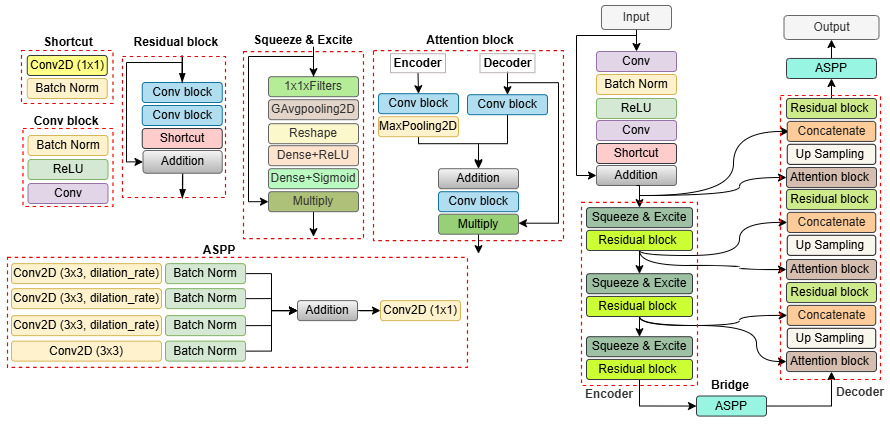 Shortcut
Conv2D (1x1)
Batch Norm
Conv block
Batch Norm
ReLU
Conv
Residual block
Conv block
Conv block
Shortcut
Addition
Squeeze & Excite
1x1xFilters
GAvgpooling2D
Reshape
Dense+ReLU
Dense+Sigmoid
Multiply
Attention block
Encoder
Decoder
Conv block
Conv block
MaxPooling2D
Addition
Conv block
Multiply
ASPP
Conv2D (3x3, dilation_rate)
Batch Norm
Conv2D (3x3, dilation_rate)
Batch Norm
Conv2D (3x3, dilation_rate)
Batch Norm
Conv2D (3x3)
Batch Norm
Addition
Conv2D (1x1)
Input
Conv
Batch Norm
ReLU
Conv
Shortcut
Addition
Squeeze & Excite
Residual block
Squeeze & Excite
Residual block
Squeeze & Excite
Residual block
Encoder
Bridge
ASPP
Output
ASPP
Residual block
Concatenate
Up Sampling
Attention block
Residual block
Concatenate
Up Sampling
Attention block
Residual block
Concatenate
Up Sampling
Attention block
Decoder